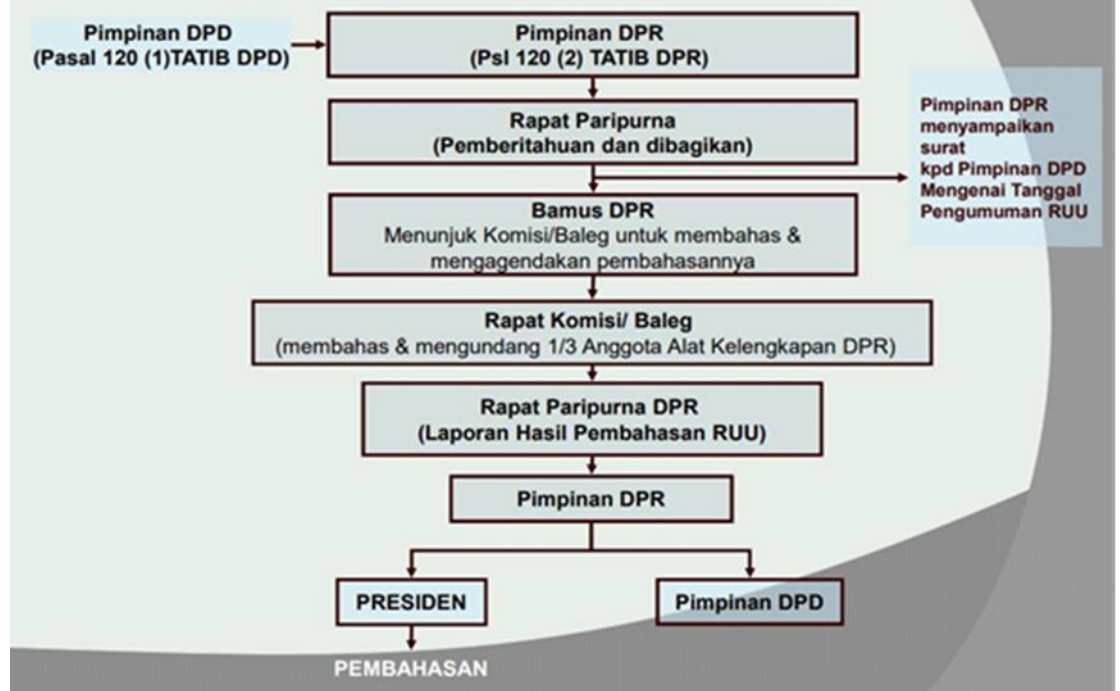 Pimpinan DPD
(Pasal 120 (1)TATIB DPD)
Pimpinan DPR
(Psl 120 (2) TATIB DPR)
Rapat Paripurna
(Pemberitahuan dan dibagikan)
Pimpinan DPR
menyampaikan
surat
kpd Pimpinan DPD
Mengenai Tanggal
Pengumuman RUU
Bamus DPR
Menunjuk Komisi/Baleg untuk membahas &
mengagendakan pembahasannya
Rapat Komisi/ Baleg
(membahas & mengundang 1/3 Anggota Alat Kelengkapan DPR)
Rapat Paripurna DPR
(Laporan Hasil Pembahasan RUU)
Pimpinan DPR
PRESIDEN
Pimpinan DPD
PEMBAHASAN